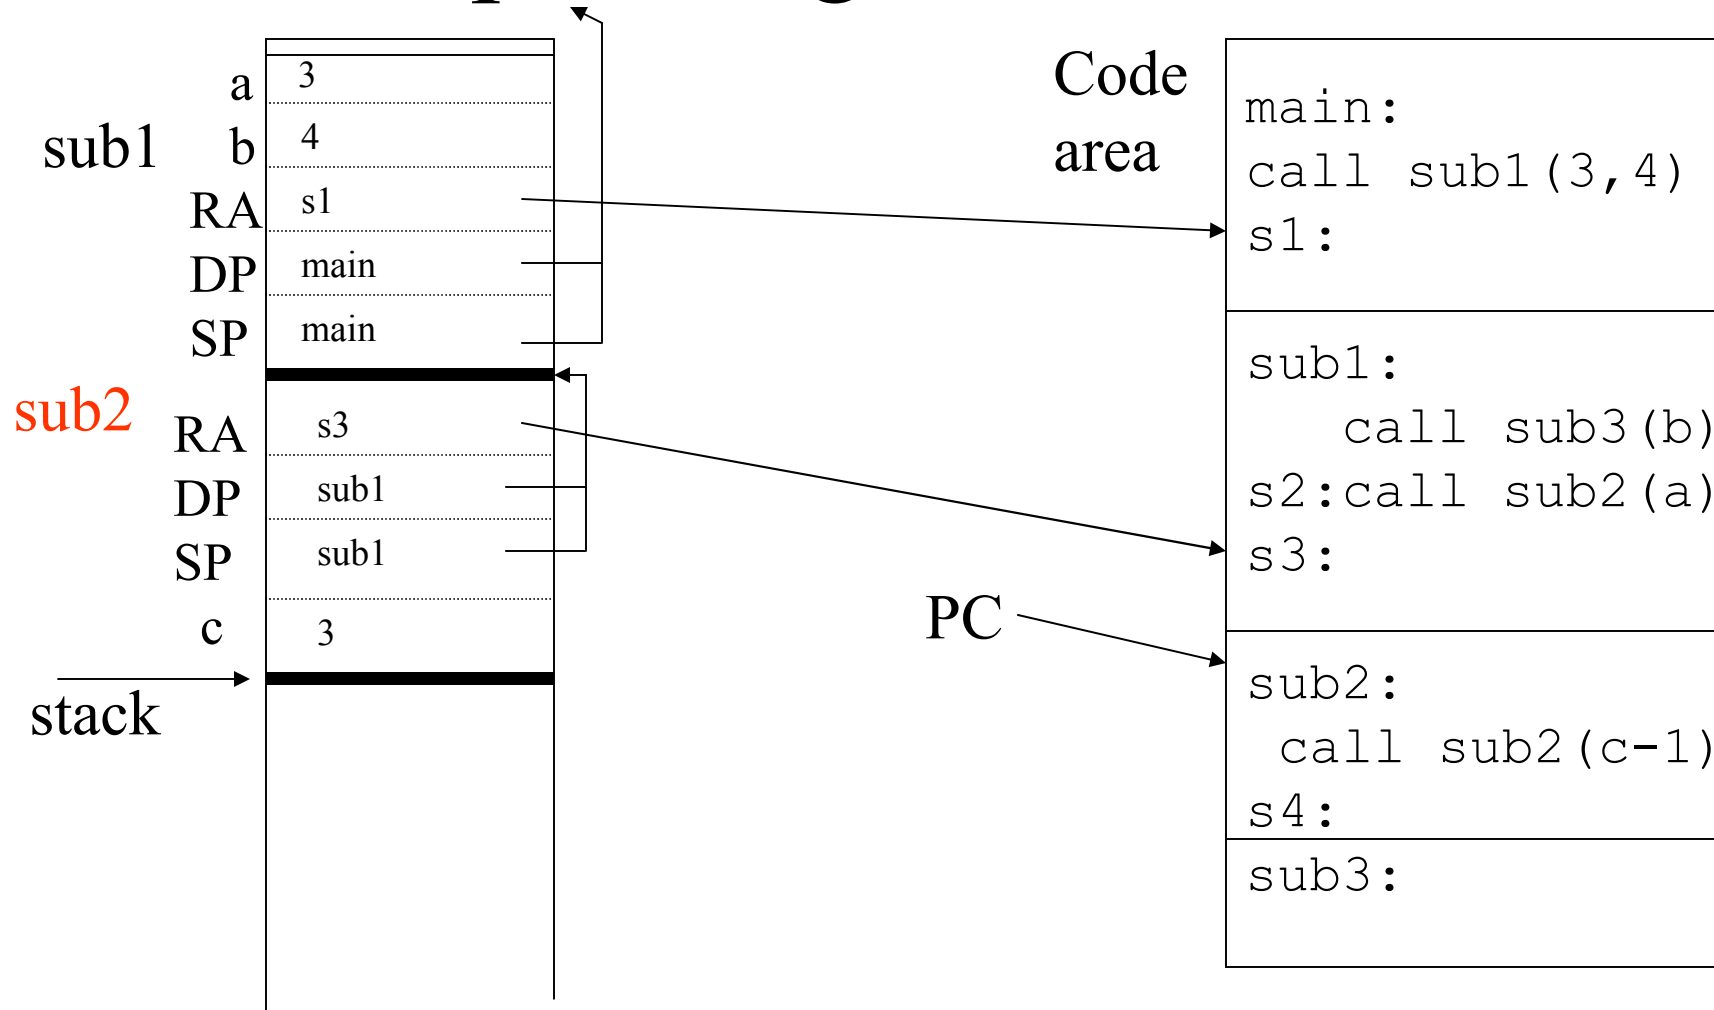 a 3
sub1 b 4
RA s1
DP main
SP main
sub2
RA s3
DP sub1
SP sub1
c 3
stack
Code
area
PC
main:
call sub1(3,4)
s1:
sub1:
call sub3(b)
s2:call sub2(a)
s3:
sub2:
call sub2(c-1)
s4:
sub3: